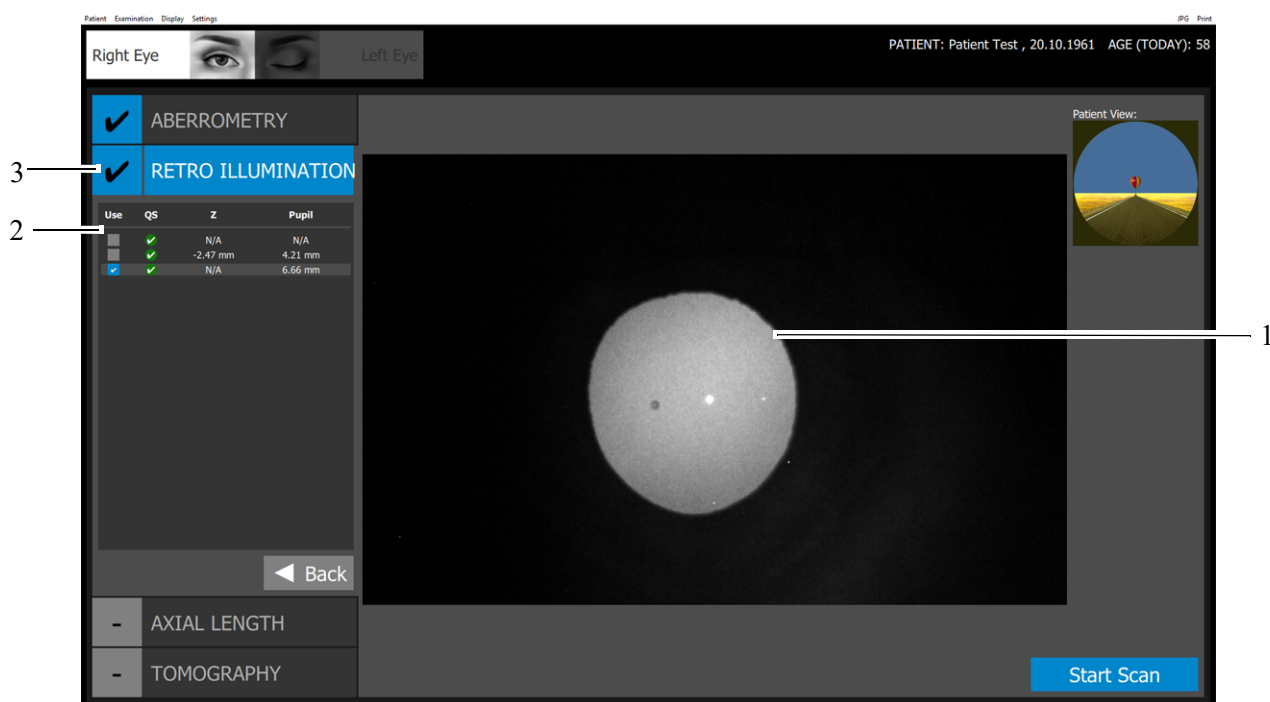 Patient Examination Display Settings JPG Print
Right Eye Left Eye PATIENT: Patient Test , 20.10.1961 AGE (TODAY): 58
ABERROMETRY
Patient View:
3 RETRO ILLUMINATION
Use QS Z Pupil
2
N/A N/A
-2.47 mm 4.21 mm
N/A 6.66 mm
1
Back
- AXIAL LENGTH
- TOMOGRAPHY
Start Scan